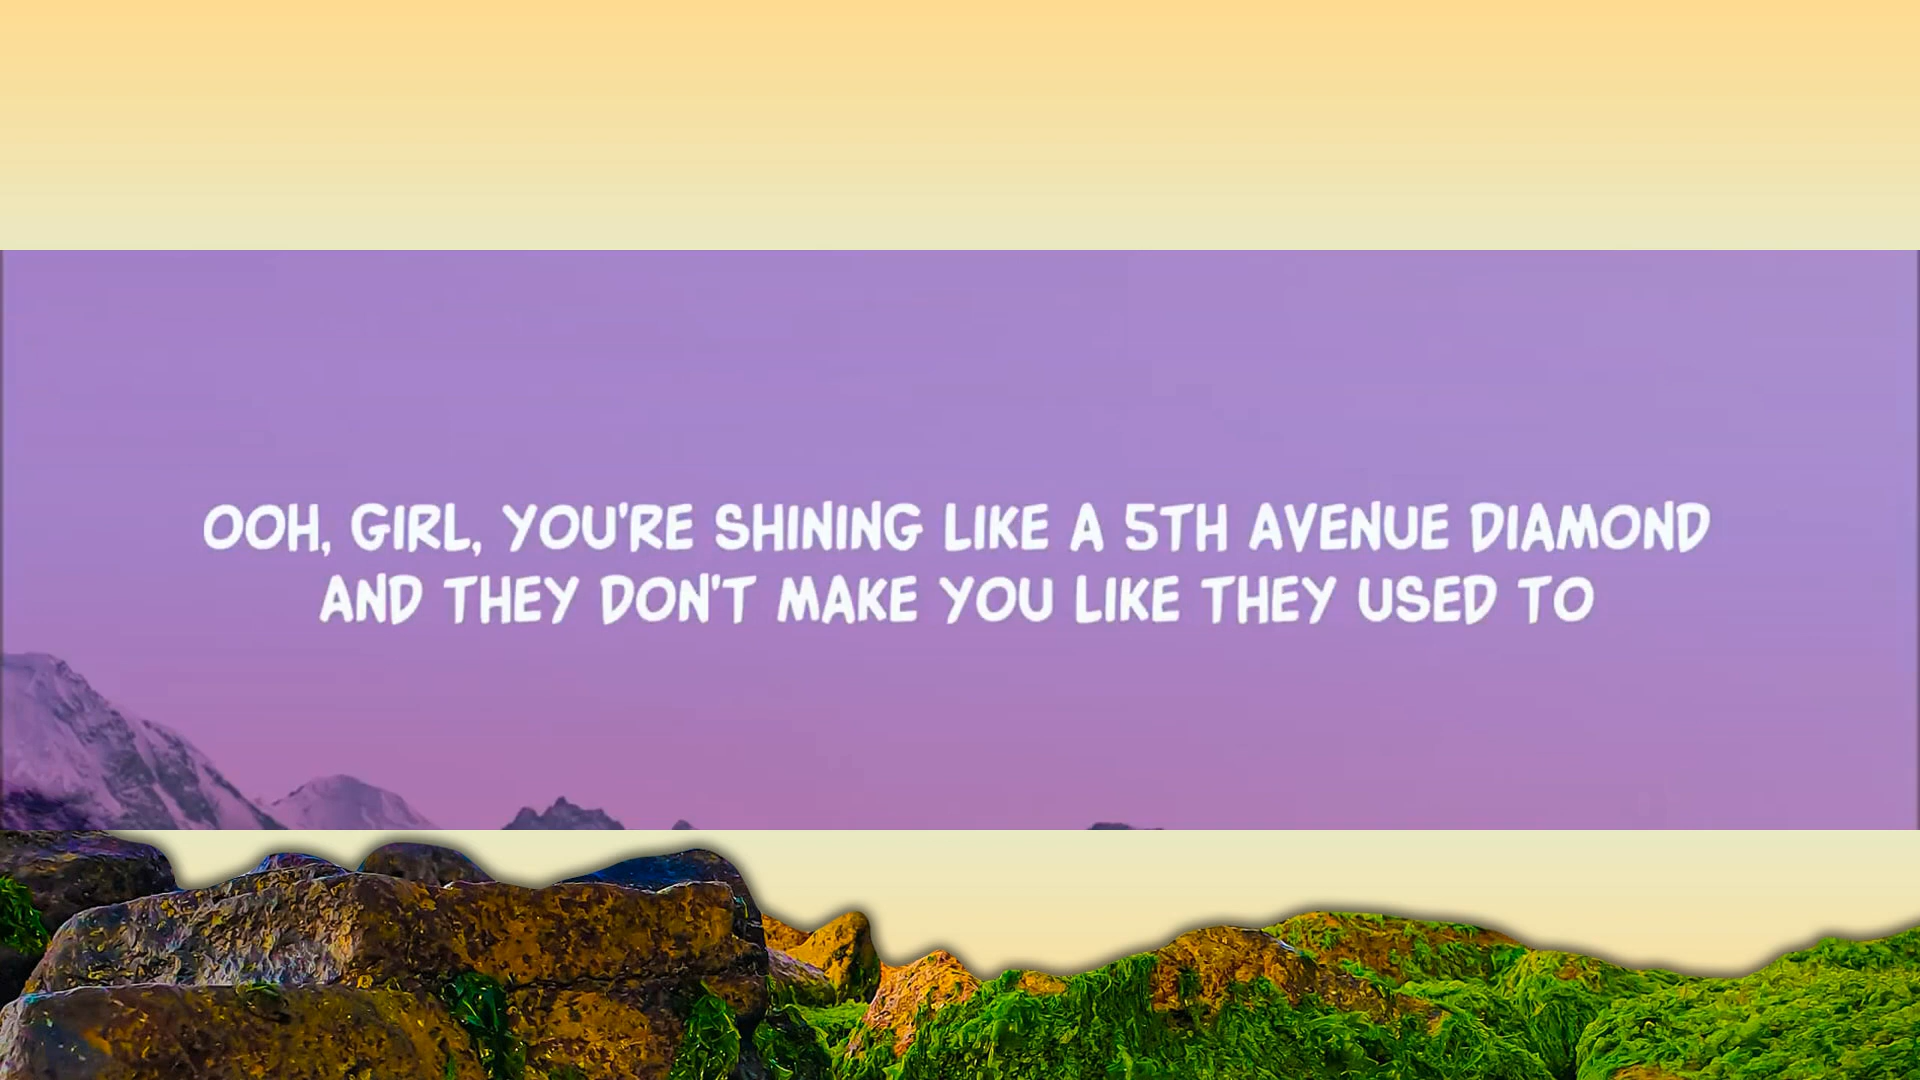 OOH, GIRL, YOU'RE SHINING LIKE A 5TH AVENUE DIAMOND
AND THEY DON'T MAKE YOU LIKE THEY USED TO